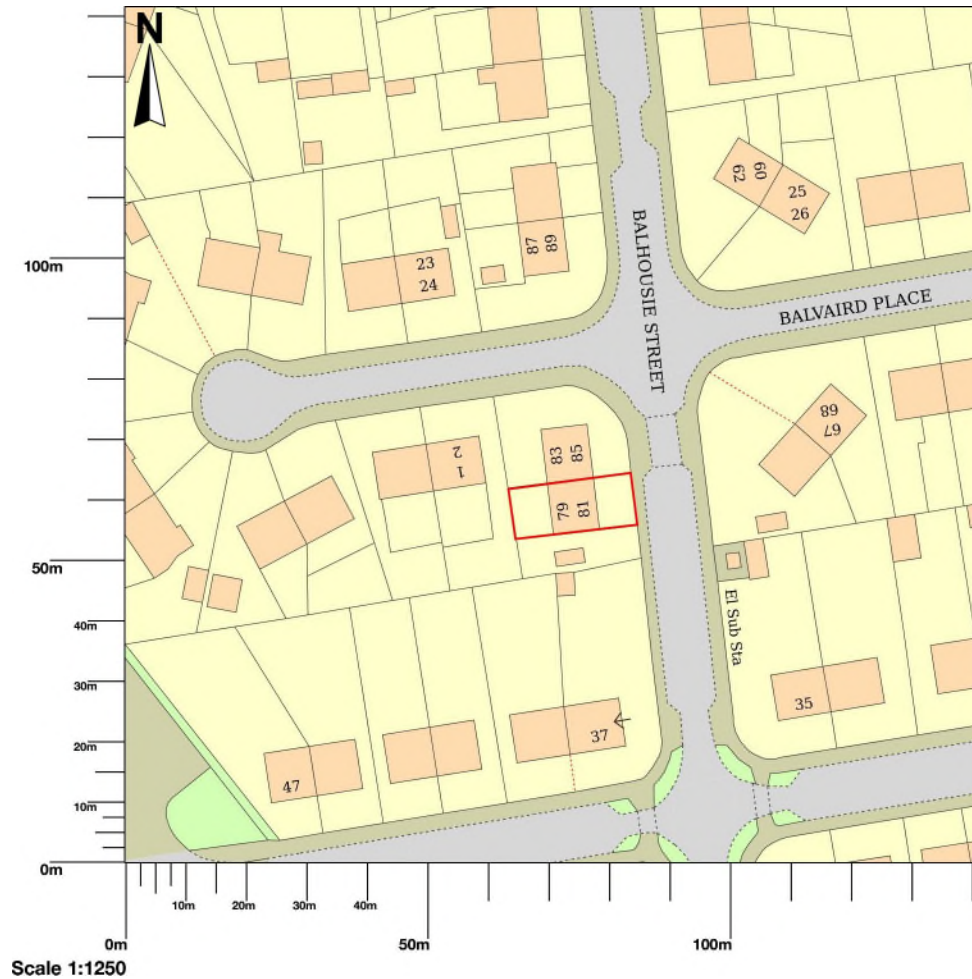 N
60
62
25
26
23
24
87
89
BALHOUSIE STREET
BALVAIRD PLACE
100m
68
67
2
1
83
85
79
81
50m
El Sub Sta
40m
30m
35
37
20m
47
10m
0m
10m
20m
30m
40m
0m
50m
100m
Scale 1:1250